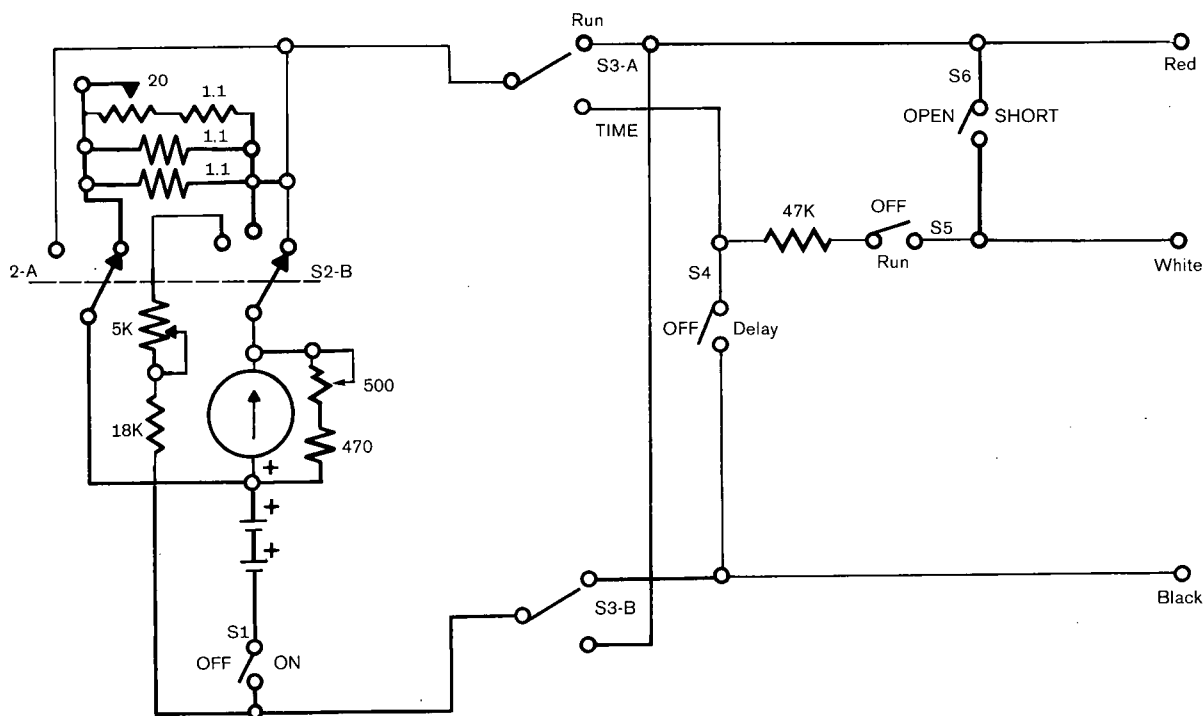 Run
S3-A
Red
20
1.1
S6
TIME
OPEN
SHORT
1.1
1.1
47K
OFF
S5
Run
White
2-A
S2-B
S4
5K
OFF
Delay
500
18K
470
+
+
+
S3-B
Black
S1
OFF
ON